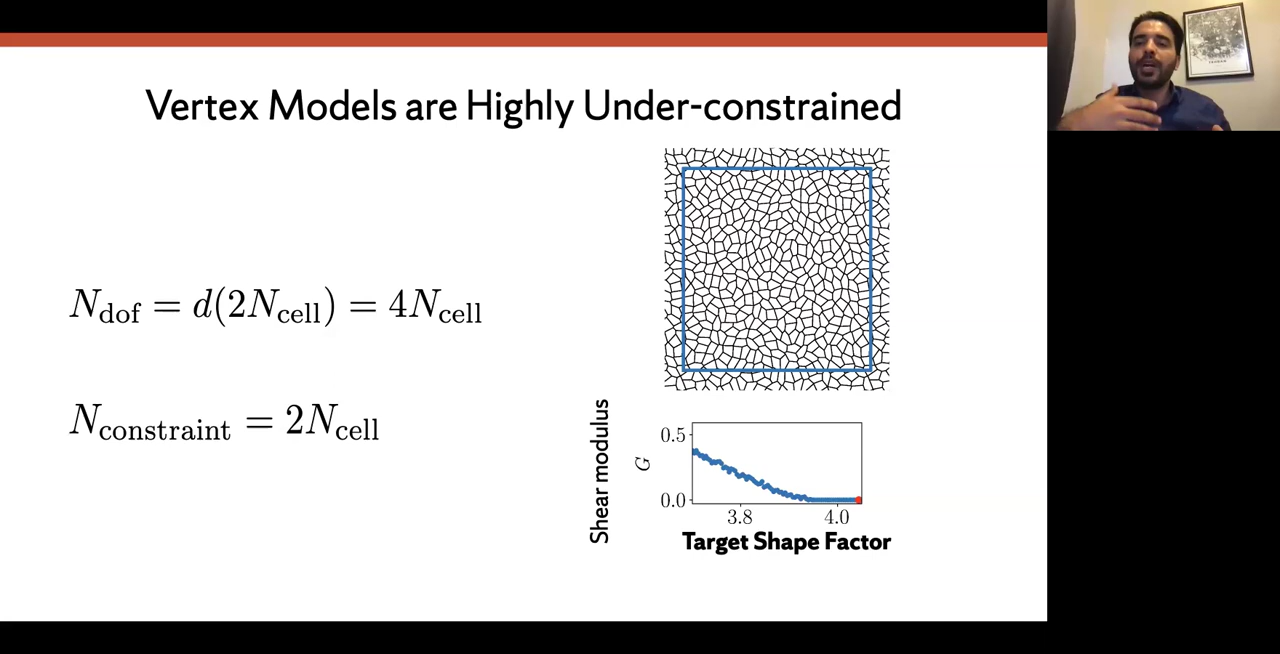 Vertex Models are Highly Under-constrained
N_dof = d(2N_cell) = 4N_cell
N_constraint = 2N_cell
Shear modulus
G
0.5
0.0
3.8 4.0
Target Shape Factor